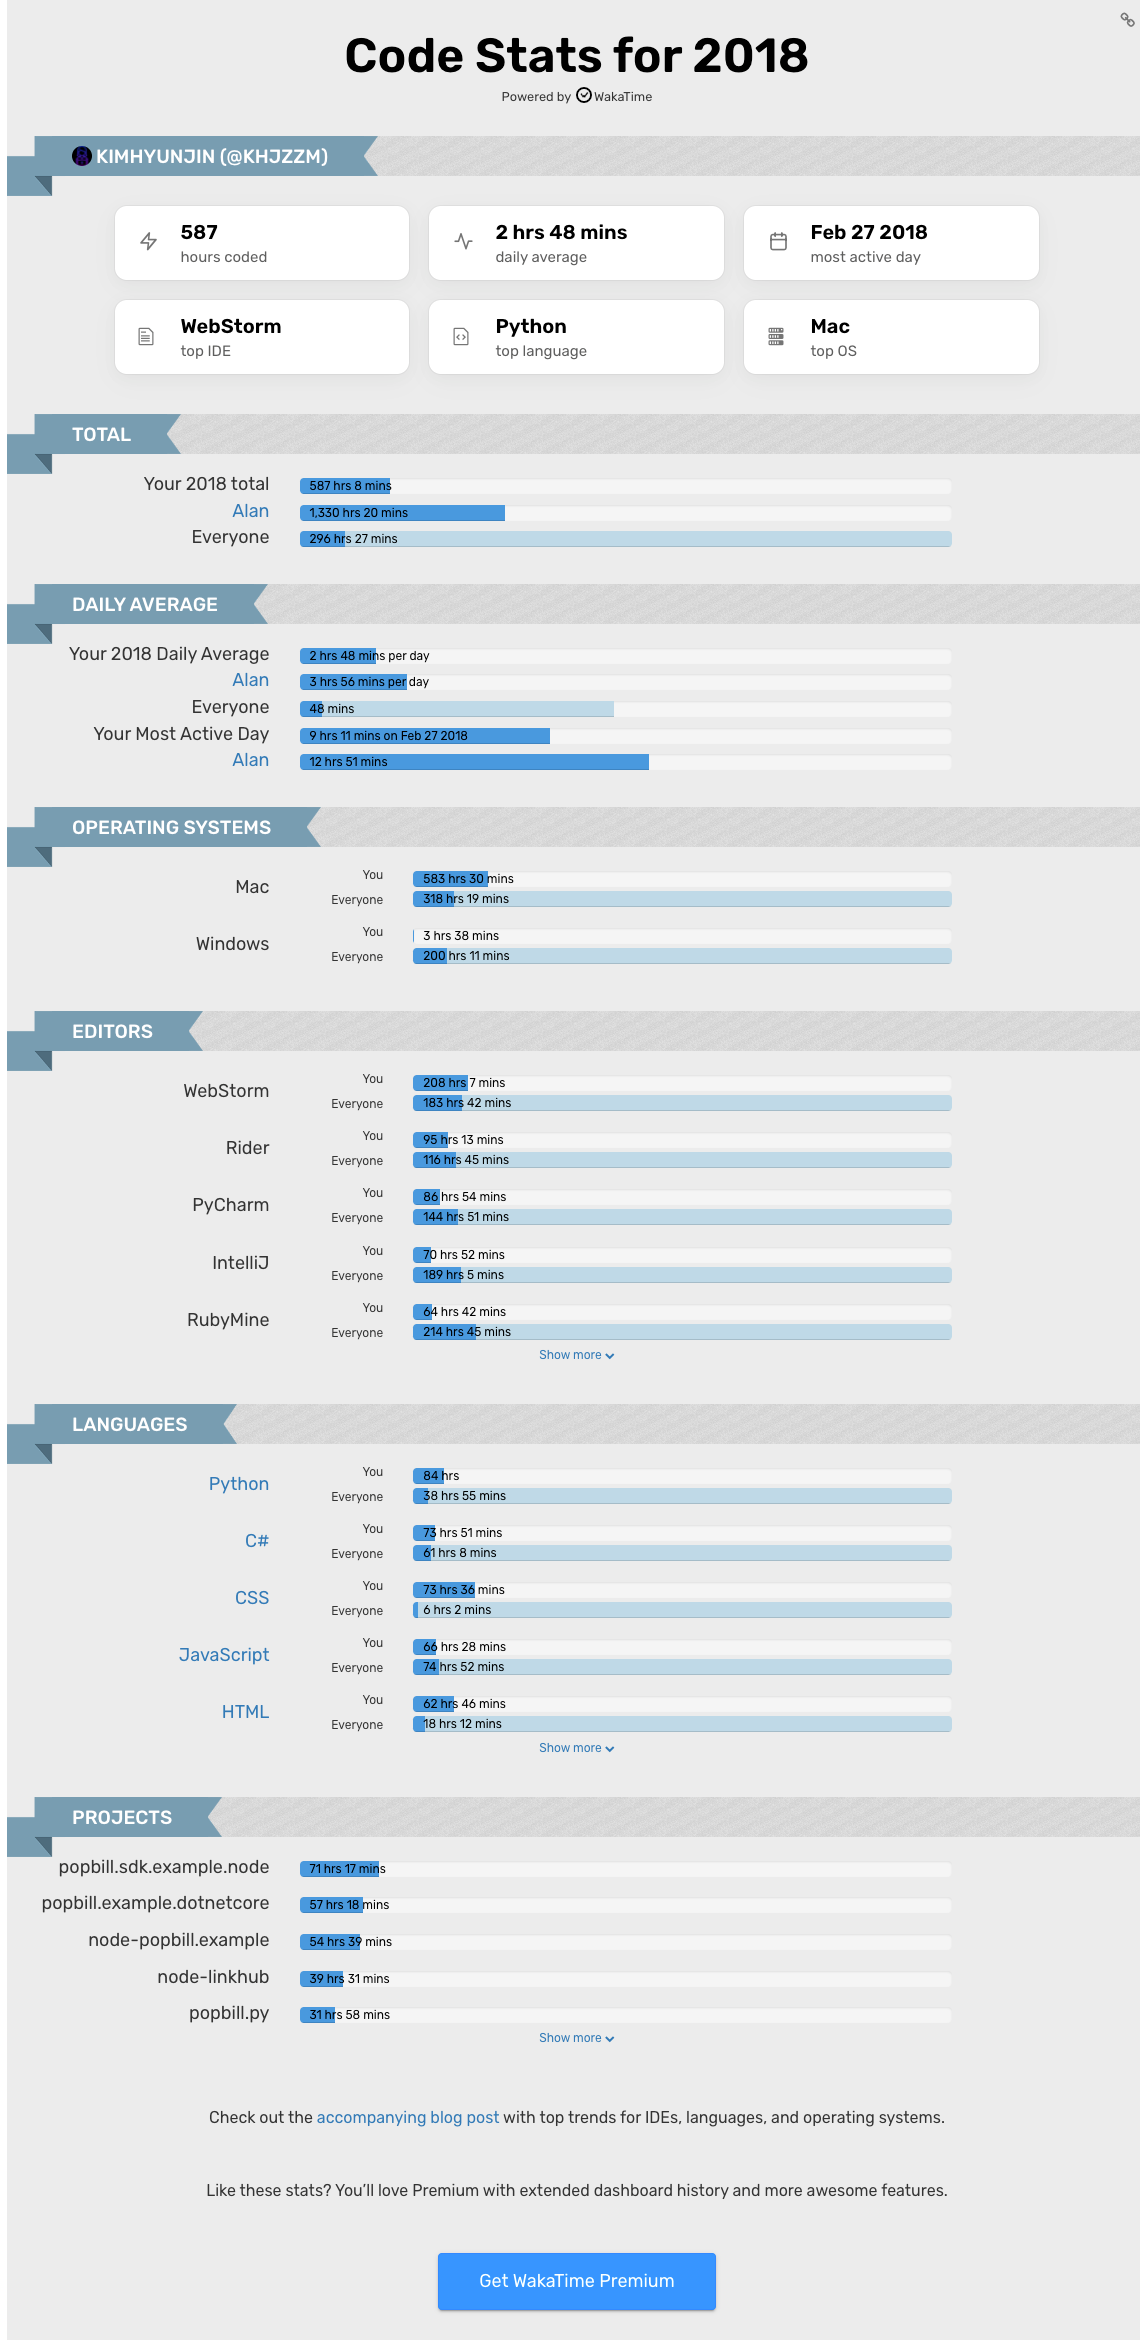 Code Stats for 2018
Powered by WakaTime
KIMHYUNJIN (@KHJZZM)
587
hours coded
2 hrs 48 mins
daily average
Feb 27 2018
most active day
WebStorm
top IDE
Python
top language
Mac
top OS
TOTAL
Your 2018 total 587 hrs 8 mins
Alan 1,330 hrs 20 mins
Everyone 296 hrs 27 mins
DAILY AVERAGE
Your 2018 Daily Average 2 hrs 48 mins per day
Alan 3 hrs 56 mins per day
Everyone 48 mins
Your Most Active Day 9 hrs 11 mins on Feb 27 2018
Alan 12 hrs 51 mins
OPERATING SYSTEMS
Mac
You 583 hrs 30 mins
Everyone 318 hrs 19 mins
Windows
You 3 hrs 38 mins
Everyone 200 hrs 11 mins
EDITORS
WebStorm
You 208 hrs 7 mins
Everyone 183 hrs 42 mins
Rider
You 95 hrs 13 mins
Everyone 116 hrs 45 mins
PyCharm
You 86 hrs 54 mins
Everyone 144 hrs 51 mins
IntelliJ
You 70 hrs 52 mins
Everyone 189 hrs 5 mins
RubyMine
You 64 hrs 42 mins
Everyone 214 hrs 45 mins
Show more
LANGUAGES
Python
You 84 hrs
Everyone 38 hrs 55 mins
C#
You 73 hrs 51 mins
Everyone 61 hrs 8 mins
CSS
You 73 hrs 36 mins
Everyone 6 hrs 2 mins
JavaScript
You 66 hrs 28 mins
Everyone 74 hrs 52 mins
HTML
You 62 hrs 46 mins
Everyone 18 hrs 12 mins
Show more
PROJECTS
popbill.sdk.example.node 71 hrs 17 mins
popbill.example.dotnetcore 57 hrs 18 mins
node-popbill.example 54 hrs 39 mins
node-linkhub 39 hrs 31 mins
popbill.py 31 hrs 58 mins
Show more
Check out the accompanying blog post with top trends for IDEs, languages, and operating systems.
Like these stats? You'll love Premium with extended dashboard history and more awesome features.
Get WakaTime Premium